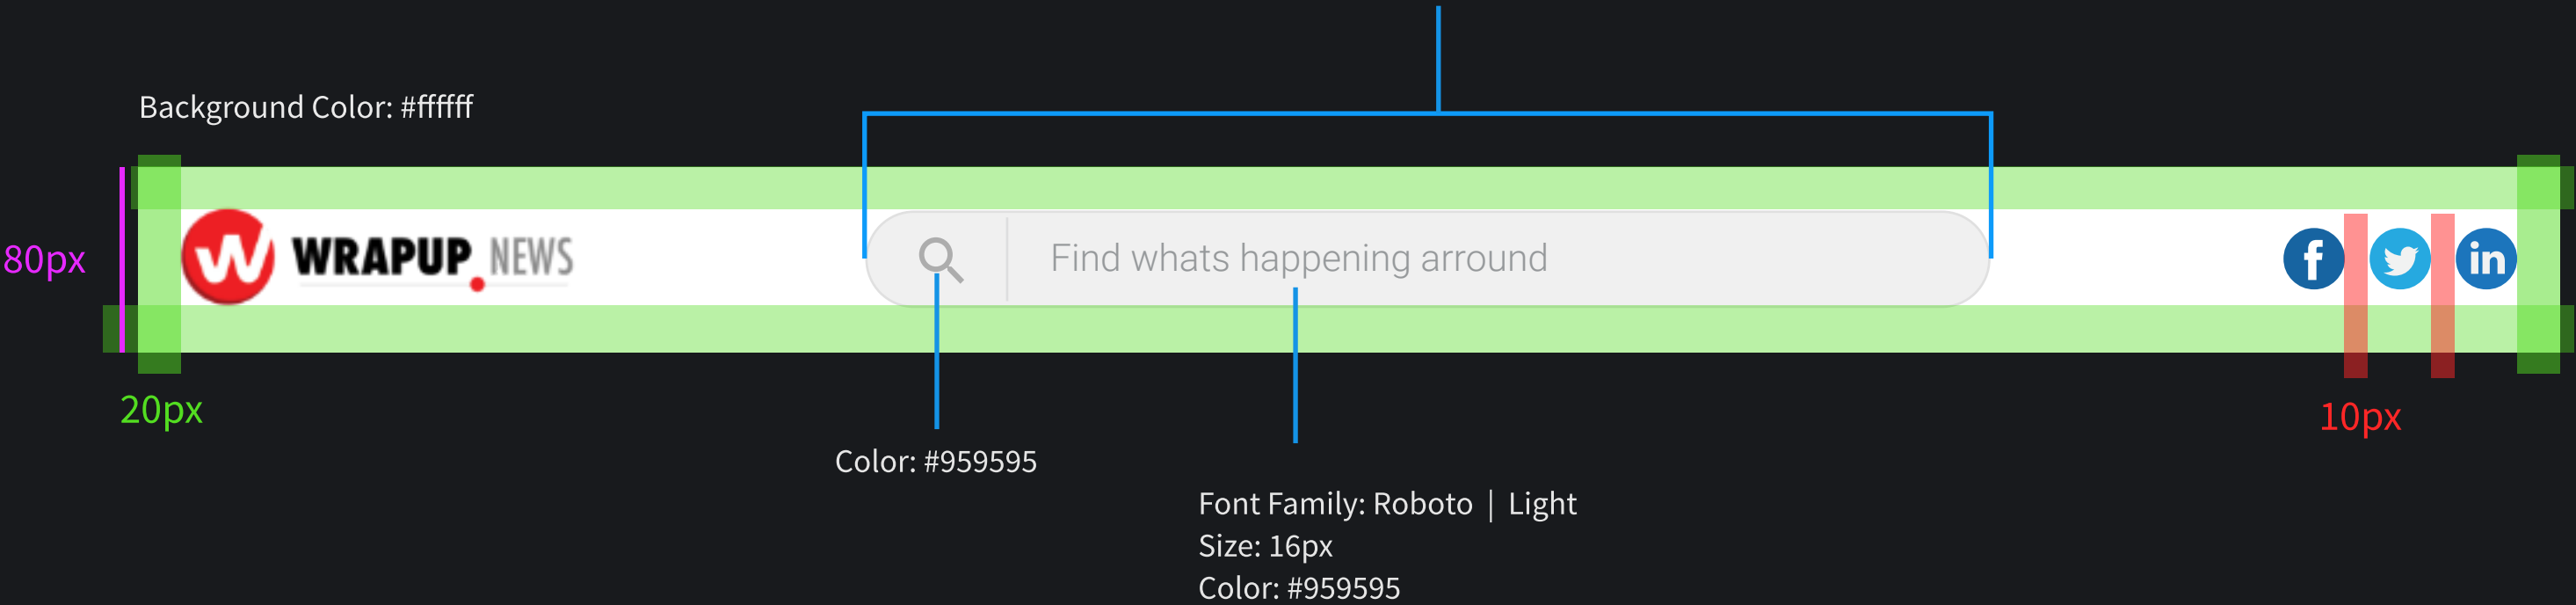 Background Color: #ffffff
80px
W WRAPUP.NEWS
Find whats happening arround
f
in
20px
10px
Color: #959595
Font Family: Roboto | Light
Size: 16px
Color: #959595